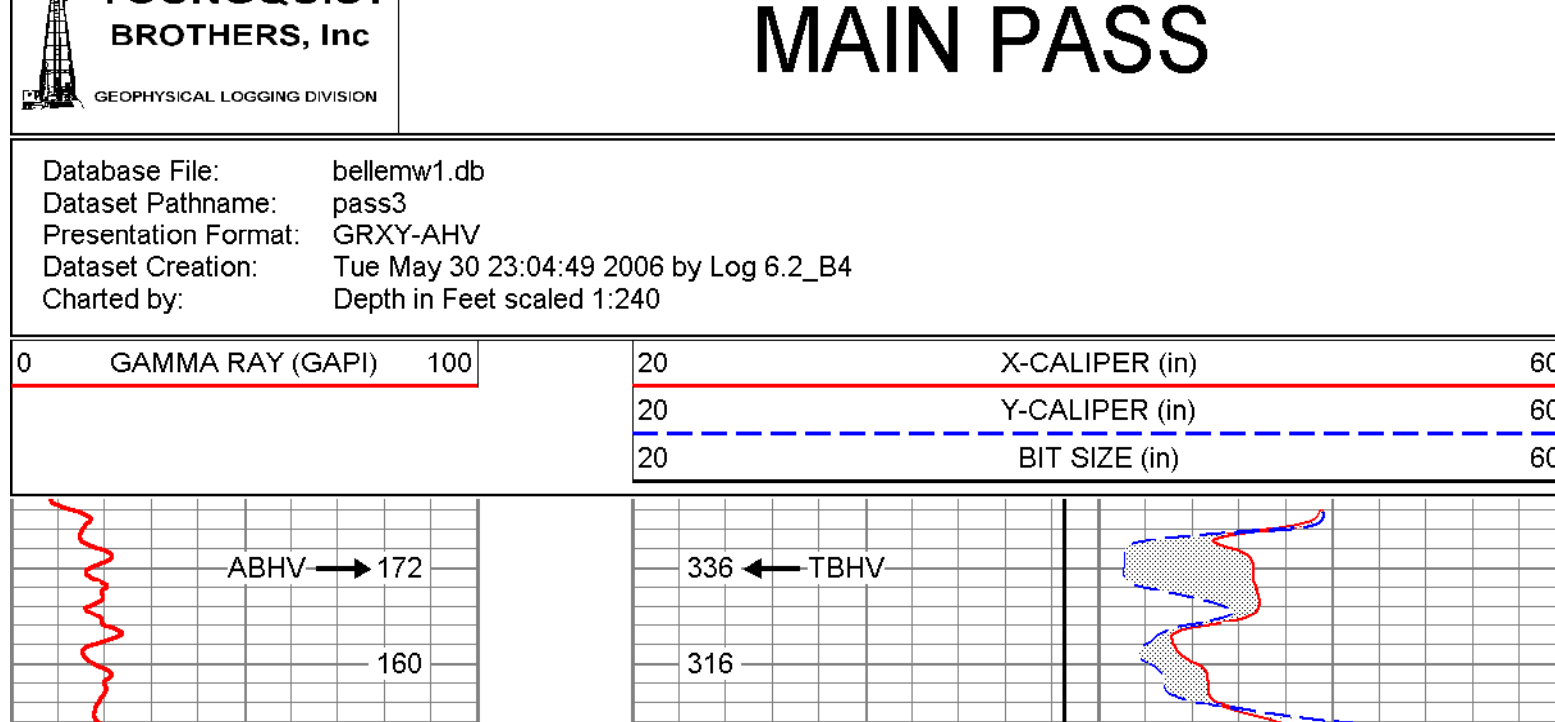 BROTHERS, Inc
GEOPHYSICAL LOGGING DIVISION
MAIN PASS
Database File: bellemw1.db
Dataset Pathname: pass3
Presentation Format: GRXY-AHV
Dataset Creation: Tue May 30 23:04:49 2006 by Log 6.2_B4
Charted by: Depth in Feet scaled 1:240
0 GAMMA RAY (GAPI) 100
20 X-CALIPER (in) 60
20 Y-CALIPER (in) 60
20 BIT SIZE (in) 60
ABHV 172
336 TBHV
160
316